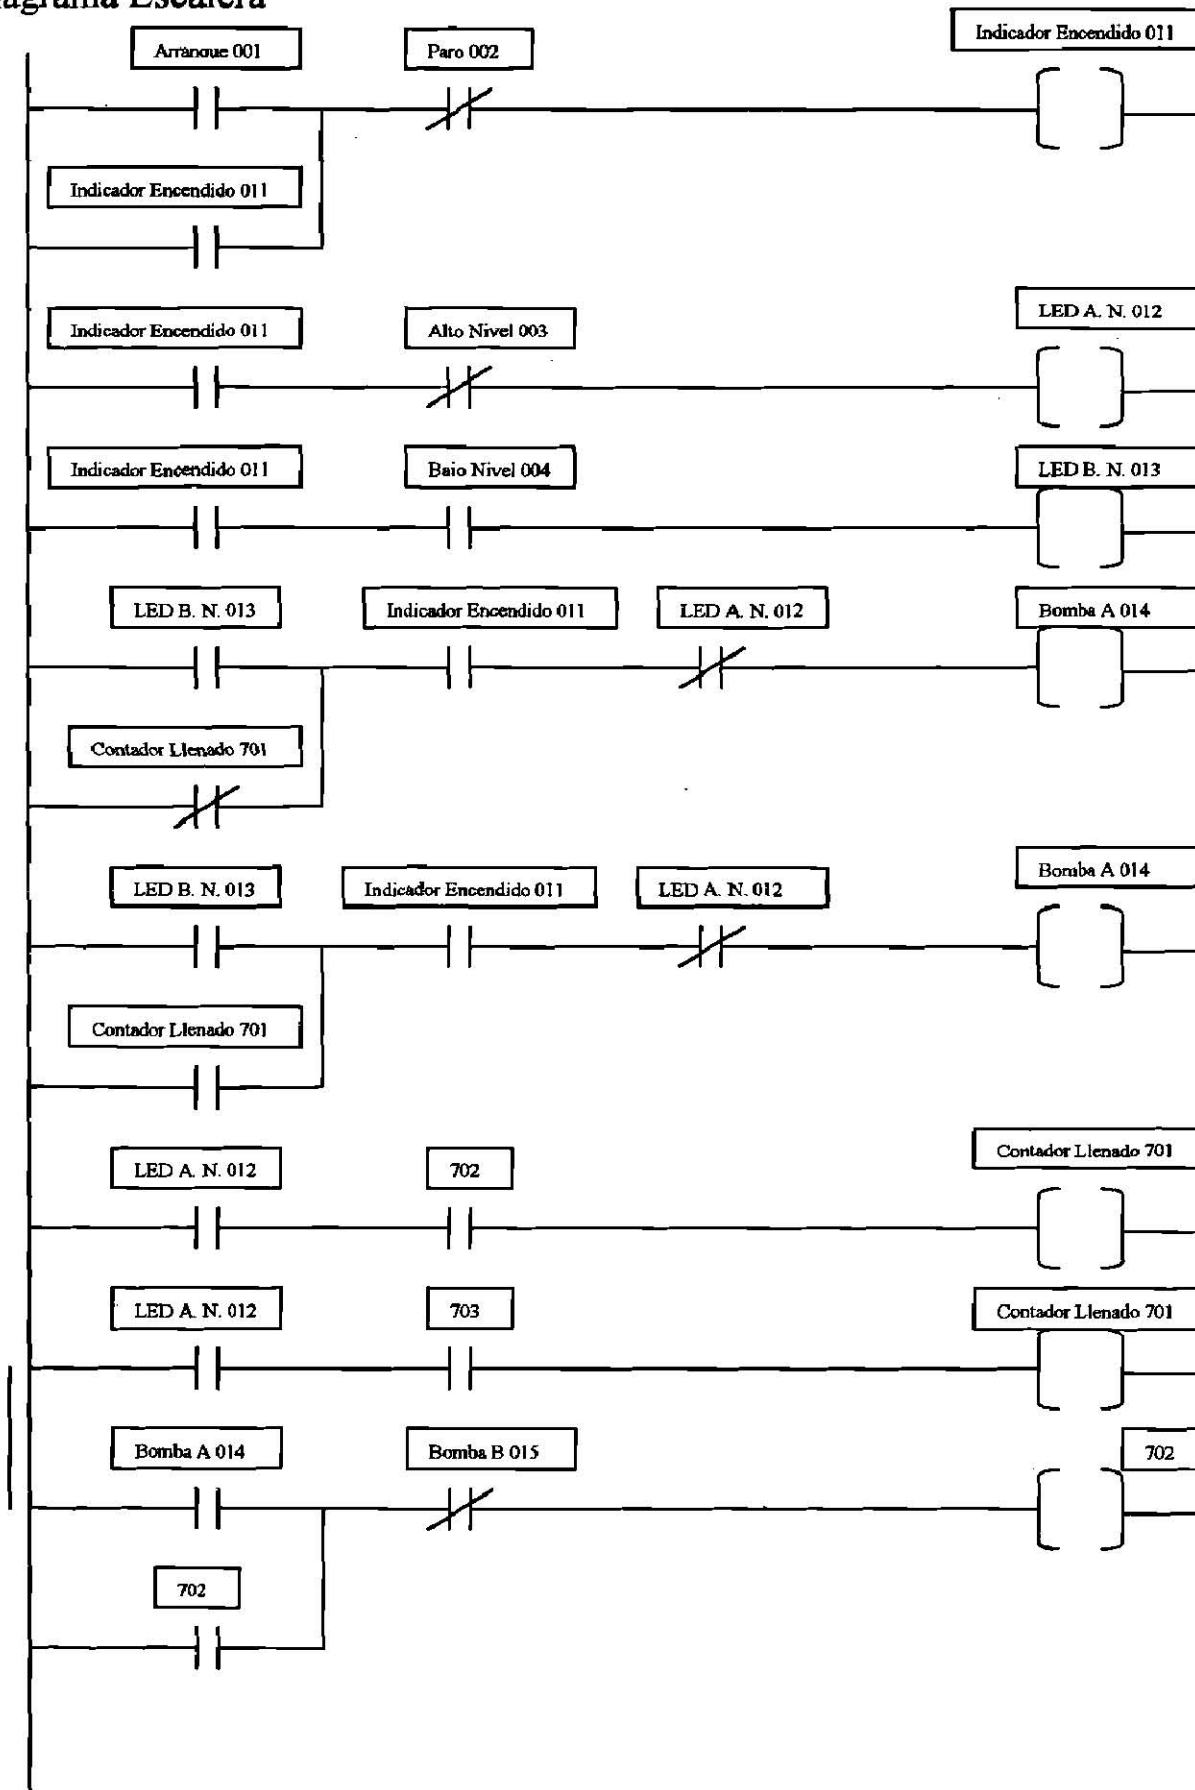 Diagrama Escalera
Arranque 001
Paro 002
Indicador Encendido 011
Indicador Encendido 011
Indicador Encendido 011
Alto Nivel 003
LED A. N. 012
Indicador Encendido 011
Bajo Nivel 004
LED B. N. 013
LED B. N. 013
Indicador Encendido 011
LED A. N. 012
Bomba A 014
Contador Llenado 701
LED B. N. 013
Indicador Encendido 011
LED A. N. 012
Bomba A 014
Contador Llenado 701
LED A. N. 012
702
Contador Llenado 701
LED A. N. 012
703
Contador Llenado 701
Bomba A 014
Bomba B 015
702
702